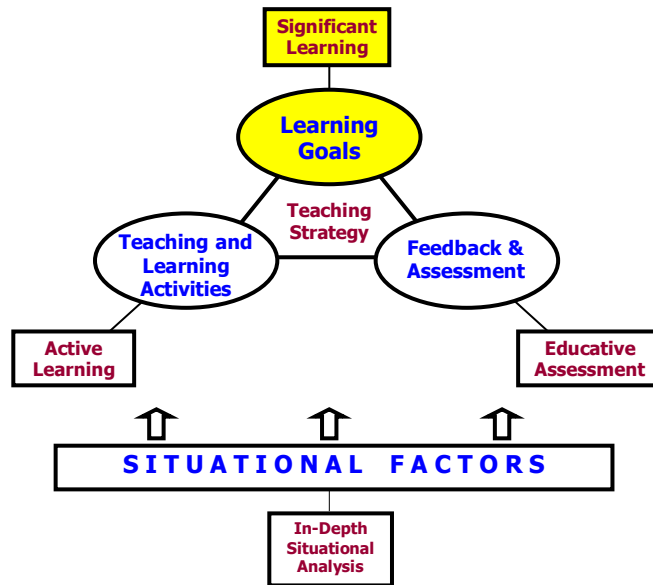 Significant
Learning
Learning
Goals
Teaching
Strategy
Teaching and
Learning
Activities
Feedback &
Assessment
Active
Learning
Educative
Assessment
SITUATIONAL FACTORS
In-Depth
Situational
Analysis